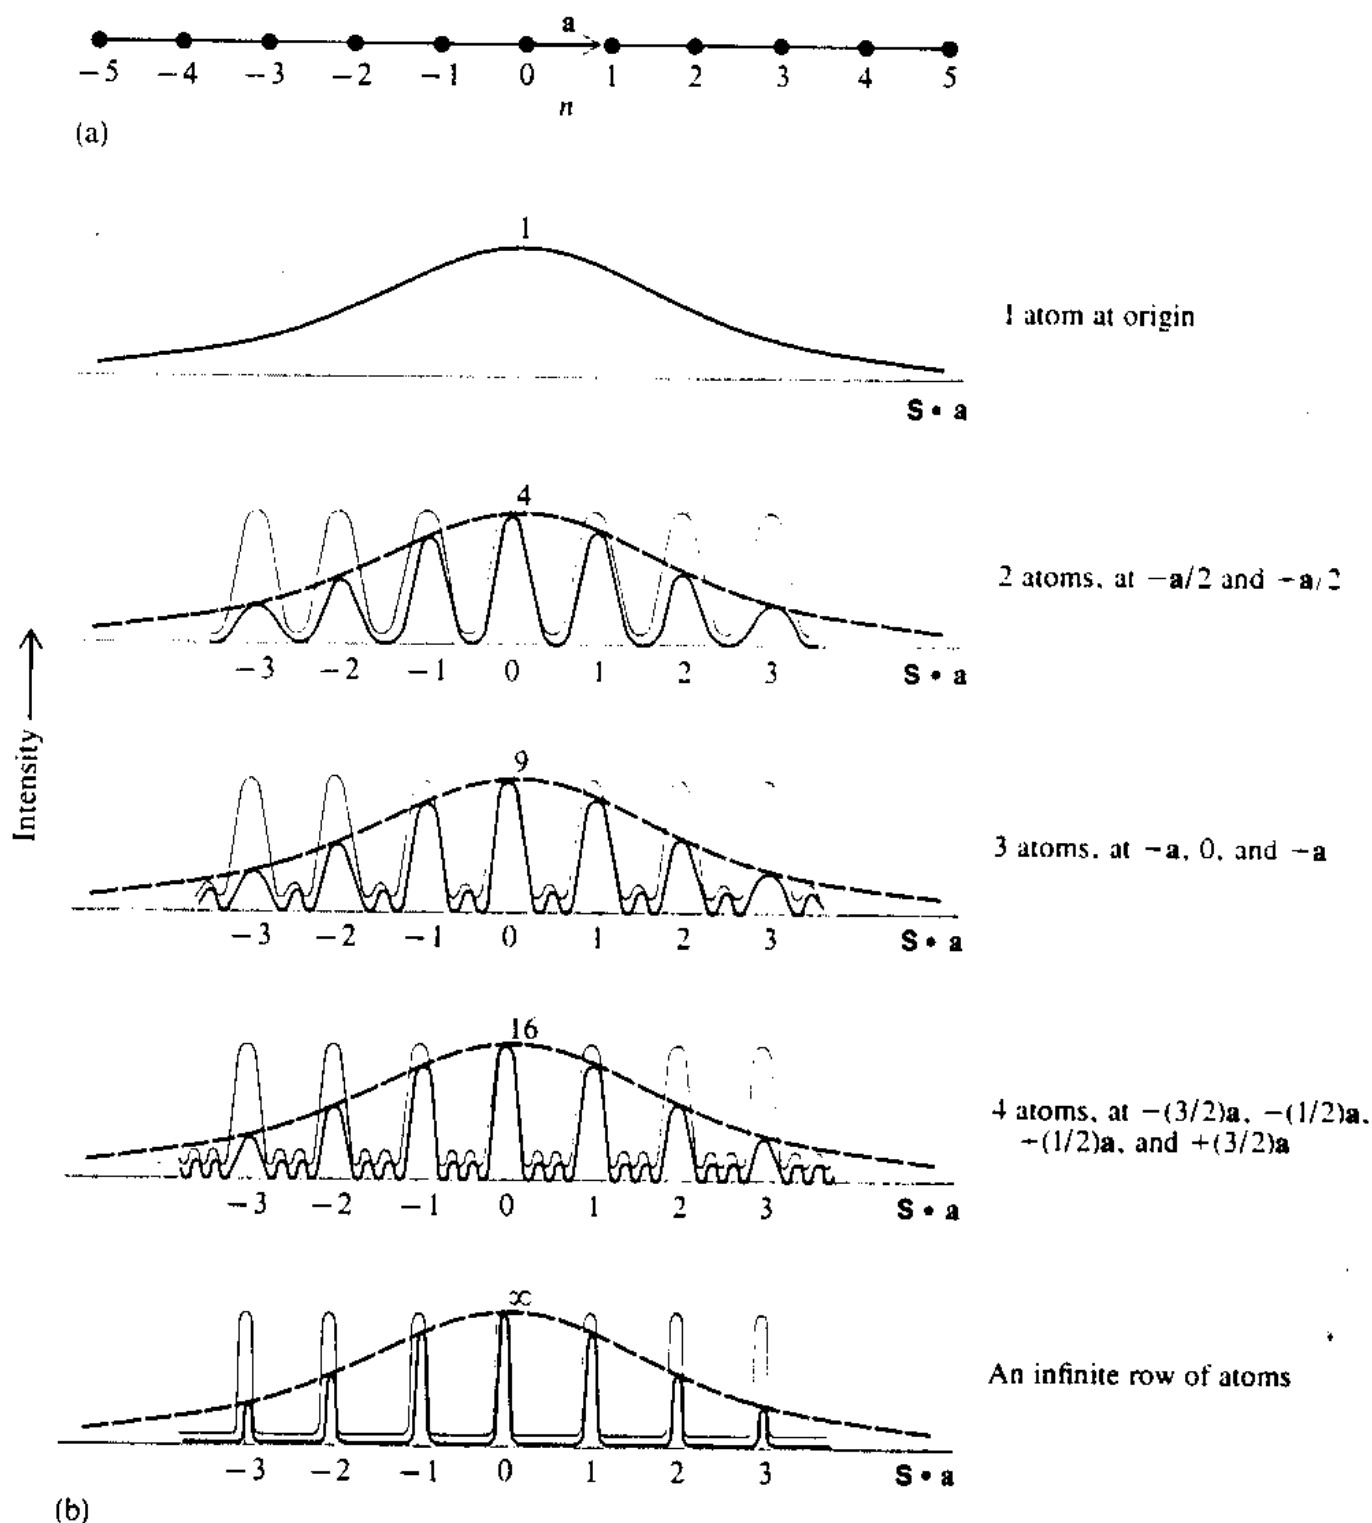 a
−5 −4 −3 −2 −1 0 1 2 3 4 5
n
(a)
1
1 atom at origin
S • a
4
2 atoms, at −a/2 and −a/2
−3 −2 −1 0 1 2 3 S • a
Intensity
9
3 atoms, at −a, 0, and −a
−3 −2 −1 0 1 2 3 S • a
16
4 atoms, at −(3/2)a, −(1/2)a,
−(1/2)a, and +(3/2)a
−3 −2 −1 0 1 2 3 S • a
∞
An infinite row of atoms
−3 −2 −1 0 1 2 3 S • a
(b)